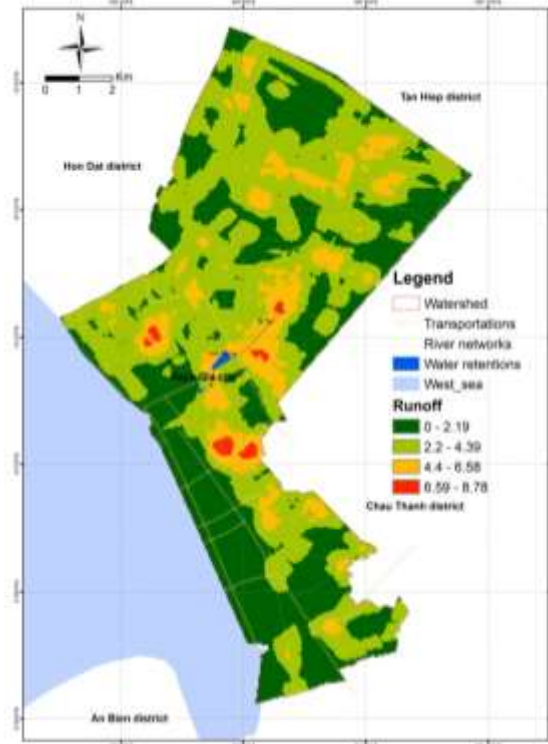 N
0 1 2 Km
Tan Hiep district
Hon Dat district
Legend
Watershed
Transportations
River networks
Water retentions
West_sea
Runoff
0 - 2.19
2.2 - 4.39
4.4 - 6.58
6.59 - 8.78
Chau Thanh district
An Bien district